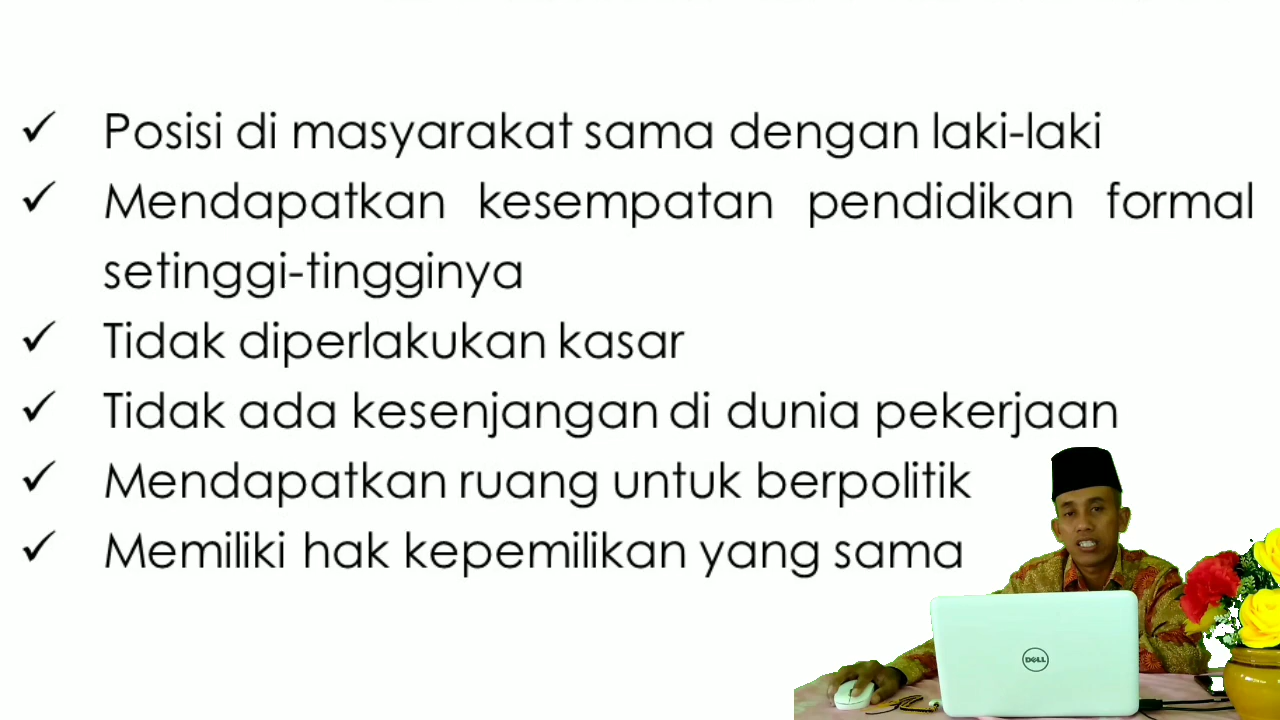 ✓ Posisi di masyarakat sama dengan laki-laki
✓ Mendapatkan kesempatan pendidikan formal
setinggi-tingginya
✓ Tidak diperlakukan kasar
✓ Tidak ada kesenjangan di dunia pekerjaan
✓ Mendapatkan ruang untuk berpolitik
✓ Memiliki hak kepemilikan yang sama
DELL